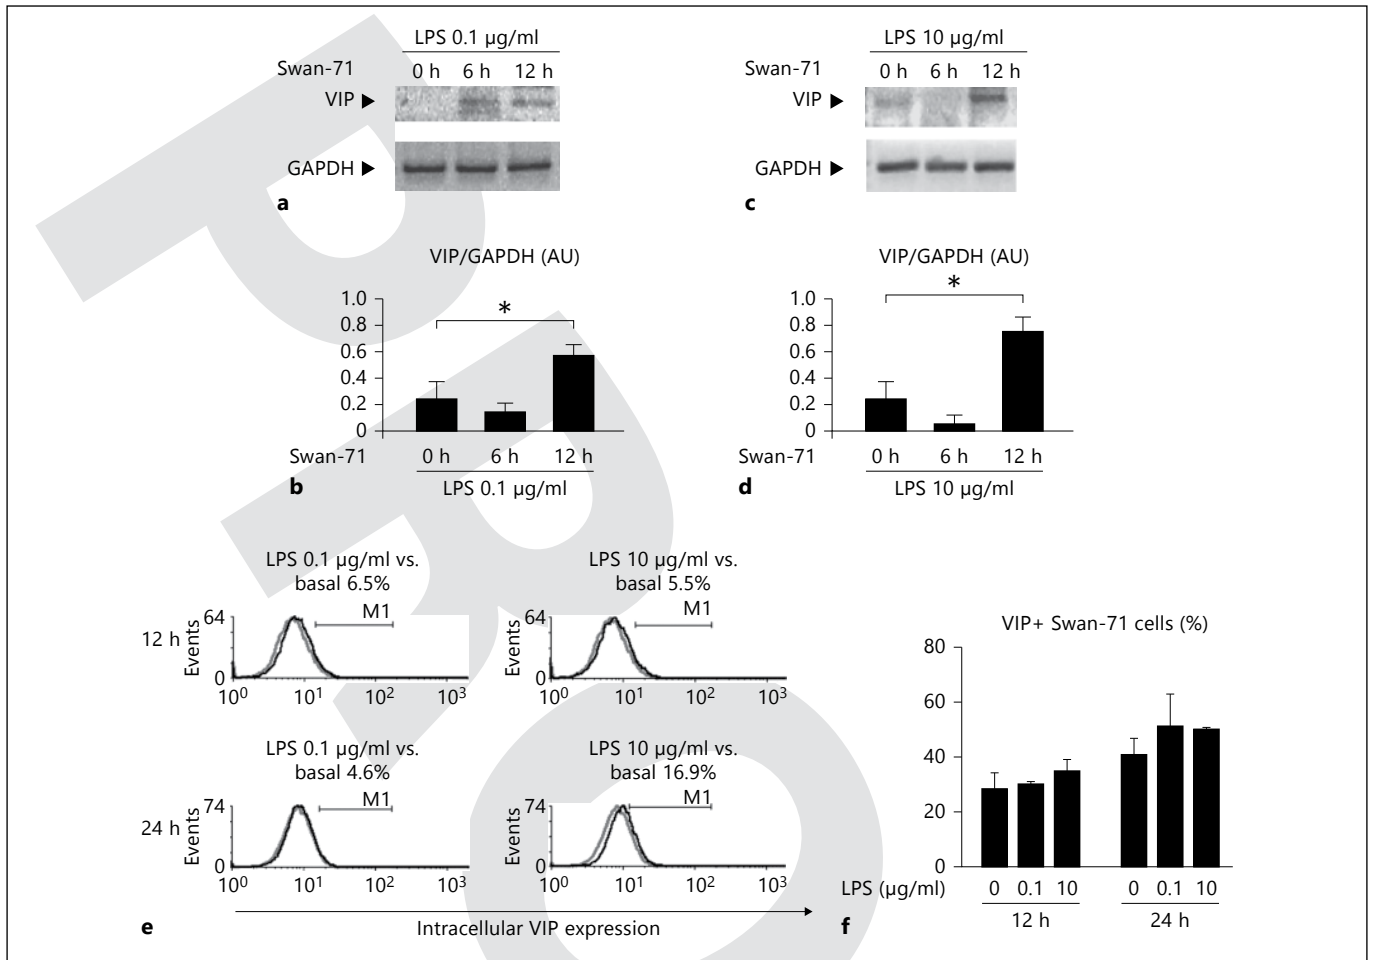 LPS 0.1 µg/ml
Swan-71 0 h 6 h 12 h
VIP
GAPDH
a
LPS 10 µg/ml
Swan-71 0 h 6 h 12 h
VIP
GAPDH
c
VIP/GAPDH (AU)
1.0
0.8
0.6
0.4
0.2
0
*
Swan-71 0 h 6 h 12 h
LPS 0.1 µg/ml
b
VIP/GAPDH (AU)
1.0
0.8
0.6
0.4
0.2
0
*
Swan-71 0 h 6 h 12 h
LPS 10 µg/ml
d
LPS 0.1 µg/ml vs.
basal 6.5%
M1
12 h
Events
64
0
10⁰ 10¹ 10² 10³
LPS 10 µg/ml vs.
basal 5.5%
M1
Events
64
0
10⁰ 10¹ 10² 10³
LPS 0.1 µg/ml vs.
basal 4.6%
M1
24 h
Events
74
0
10⁰ 10¹ 10² 10³
LPS 10 µg/ml vs.
basal 16.9%
M1
Events
74
0
10⁰ 10¹ 10² 10³
Intracellular VIP expression
e
VIP+ Swan-71 cells (%)
80
60
40
20
0
LPS (µg/ml) 0 0.1 10 0 0.1 10
12 h 24 h
f
PRO